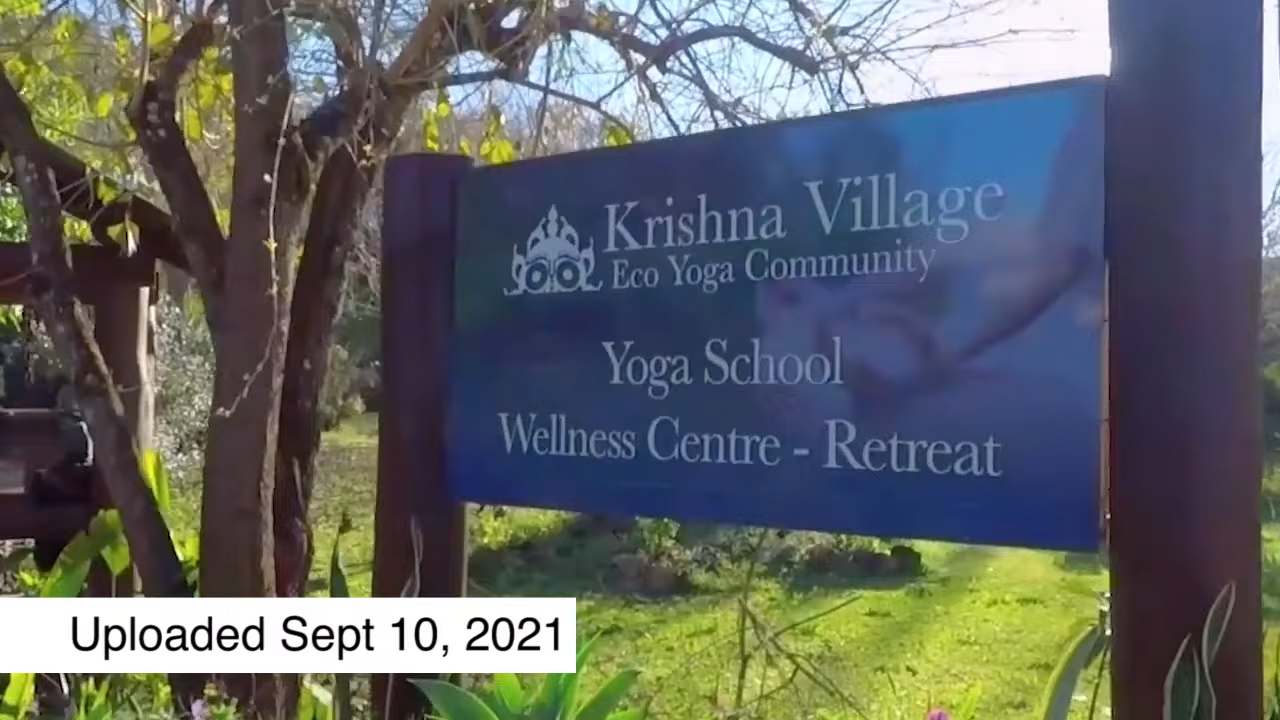 Krishna Village
Eco Yoga Community
Yoga School
Wellness Centre - Retreat
Uploaded Sept 10, 2021